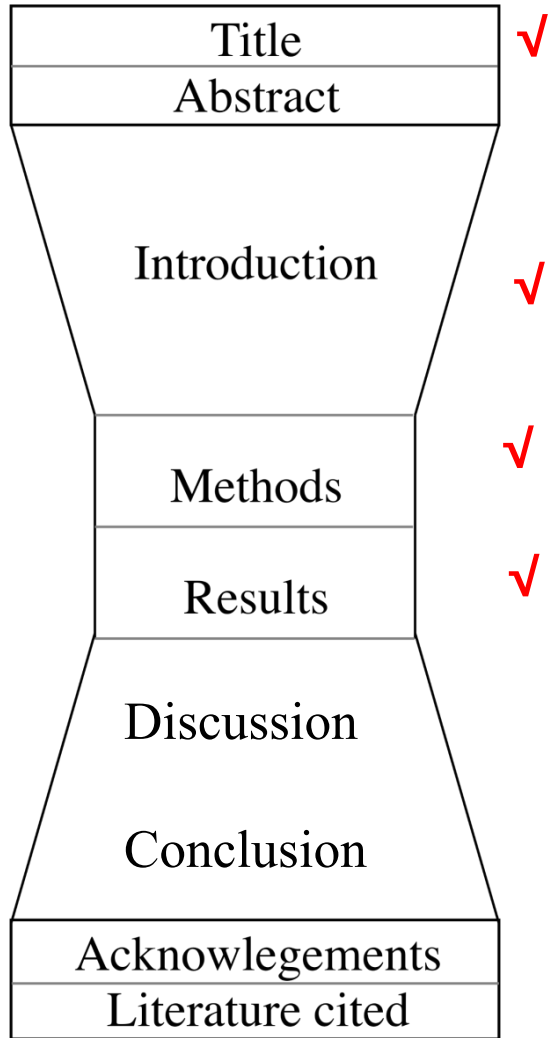 Title √
Abstract
Introduction
√
√
Methods
√
Results
Discussion
Conclusion
Acknowlegements
Literature cited